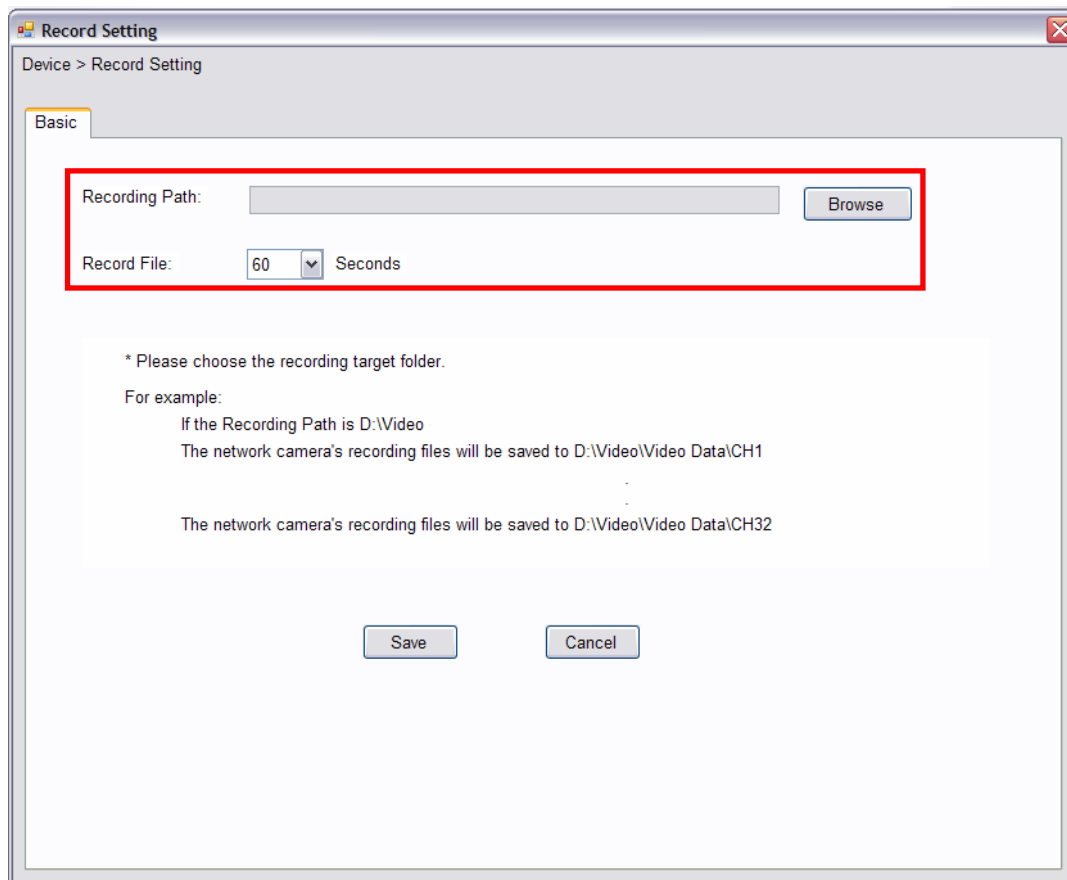 Record Setting
Device > Record Setting
Basic
Recording Path: Browse
Record File: 60 Seconds
* Please choose the recording target folder.
For example:
If the Recording Path is D:\Video
The network camera's recording files will be saved to D:\Video\Video Data\CH1
.
.
The network camera's recording files will be saved to D:\Video\Video Data\CH32
Save Cancel